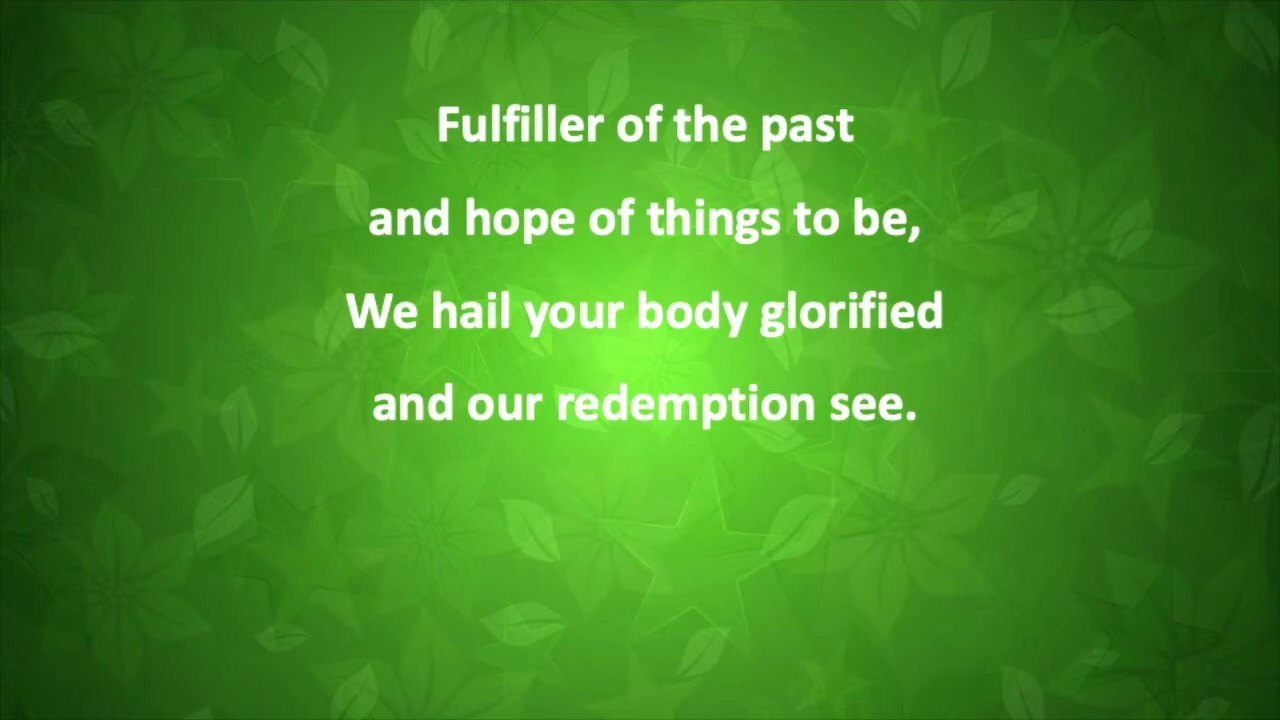 Fulfiller of the past
and hope of things to be,
We hail your body glorified
and our redemption see.